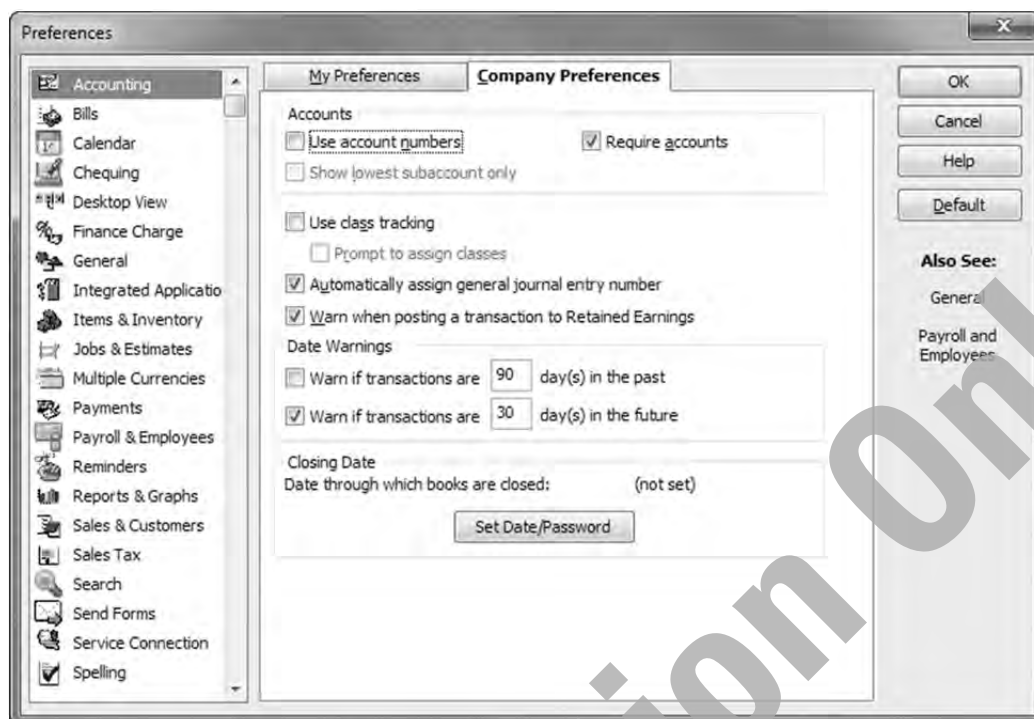 Preferences
Accounting
Bills
Calendar
Chequing
Desktop View
Finance Charge
General
Integrated Applicatio
Items & Inventory
Jobs & Estimates
Multiple Currencies
Payments
Payroll & Employees
Reminders
Reports & Graphs
Sales & Customers
Sales Tax
Search
Send Forms
Service Connection
Spelling
My Preferences
Company Preferences
Accounts
Use account numbers
Require accounts
Show lowest subaccount only
Use class tracking
Prompt to assign classes
Automatically assign general journal entry number
Warn when posting a transaction to Retained Earnings
Date Warnings
Warn if transactions are 90 day(s) in the past
Warn if transactions are 30 day(s) in the future
Closing Date
Date through which books are closed: (not set)
Set Date/Password
OK
Cancel
Help
Default
Also See:
General
Payroll and
Employees
ion Onl